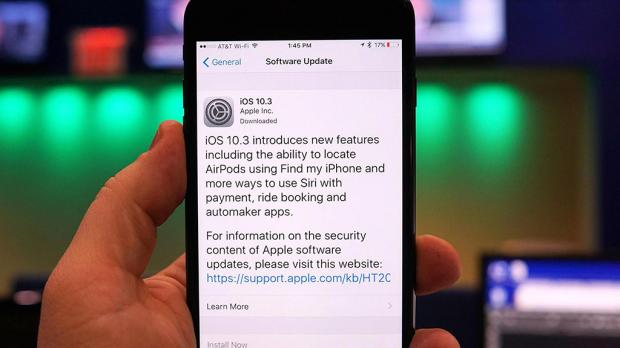 AT&T Wi-Fi 1:45 PM 17%
General Software Update
iOS 10.3
Apple Inc.
Downloaded
iOS 10.3 introduces new features
including the ability to locate
AirPods using Find my iPhone and
more ways to use Siri with
payment, ride booking and
automaker apps.
For information on the security
content of Apple software
updates, please visit this website:
https://support.apple.com/kb/HT20
Learn More
Install Now